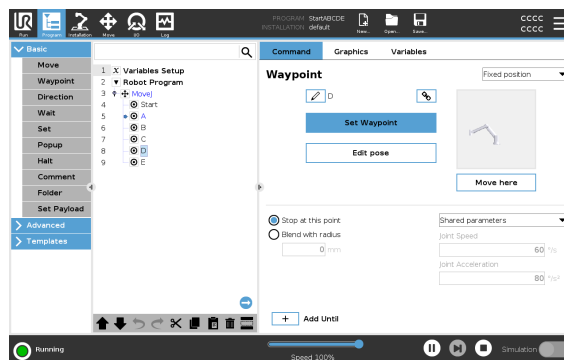 PROGRAM StartABCDE
INSTALLATION default
Run Program Installation Move I/O Log New... Open... Save...
CCCC
CCCC
Basic
Move
Waypoint
Direction
Wait
Set
Popup
Halt
Comment
Folder
Set Payload
Advanced
Templates
1 X Variables Setup
2 Robot Program
3 MoveJ
4 Start
5 A
6 B
7 C
8 D
9 E
Command Graphics Variables
Waypoint
Fixed position
D
Set Waypoint
Edit pose
Move here
Stop at this point
Blend with radius
0 mm
Shared parameters
Joint Speed
60 °/s
Joint Acceleration
80 °/s²
+ Add Until
Running
Speed 100%
Simulation